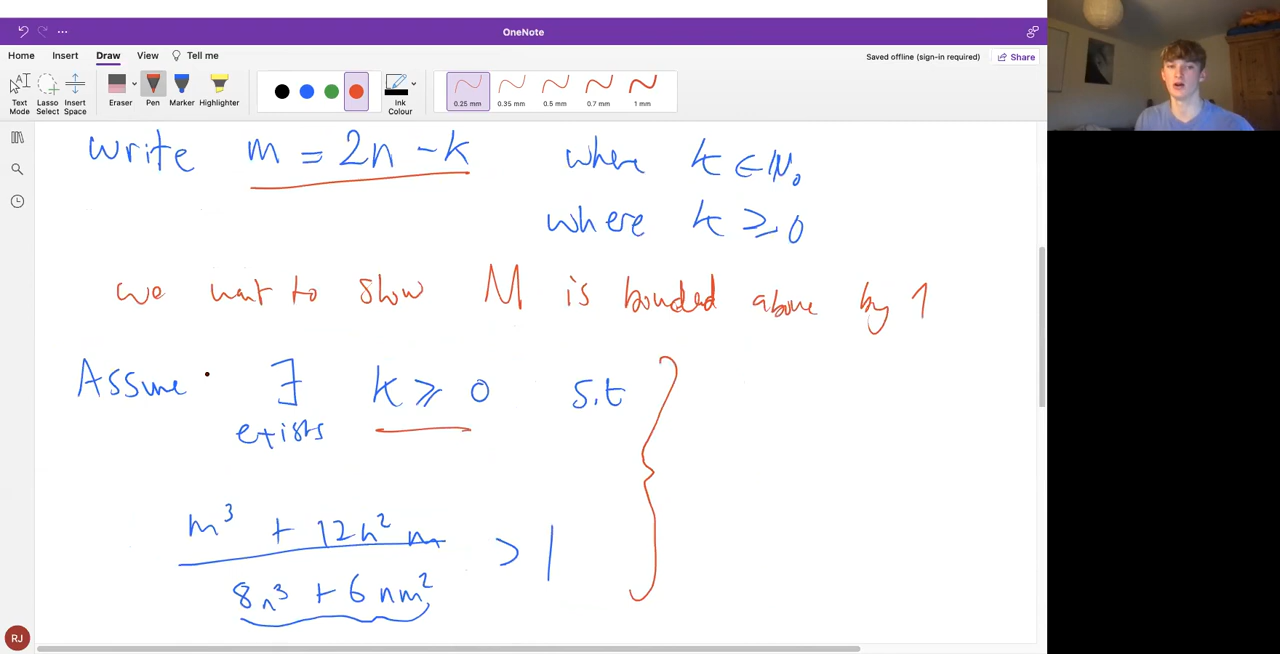 OneNote
Home Insert Draw View Tell me
Saved offline (sign-in required) Share
Text Mode Lasso Select Insert Space Eraser Pen Marker Highlighter Ink Colour 0.25 mm 0.35 mm 0.5 mm 0.7 mm 1 mm
Write m = 2n - k where k ∈ ℕ₀
where k ≥ 0
we want to show M is bounded above by 1
Assume ∃ k ≥ 0 s.t
exists
m³ + 12n² m
> 1
8n³ + 6nm²
RJ